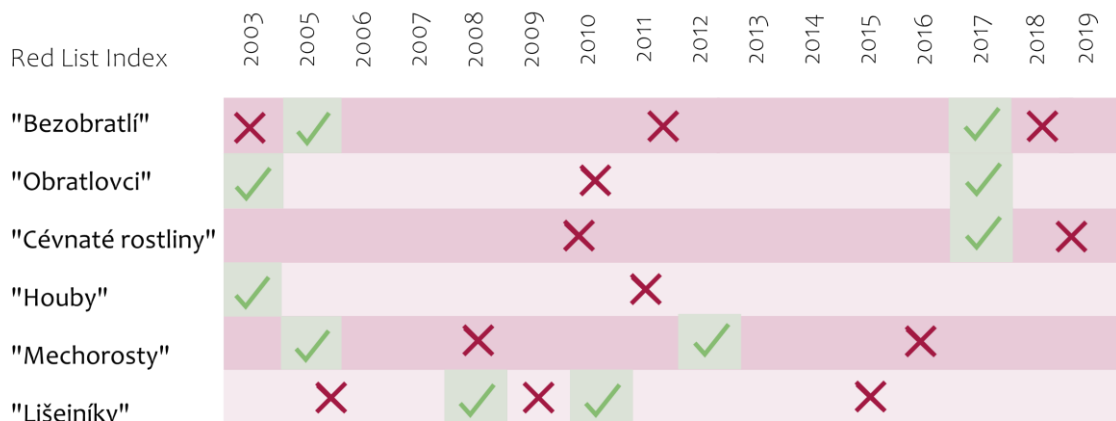 Red List Index
2003 2005 2006 2007 2008 2009 2010 2011 2012 2013 2014 2015 2016 2017 2018 2019
"Bezobratlí"
"Obratlovci"
"Cévnaté rostliny"
"Houby"
"Mechorosty"
"Lišejníky"